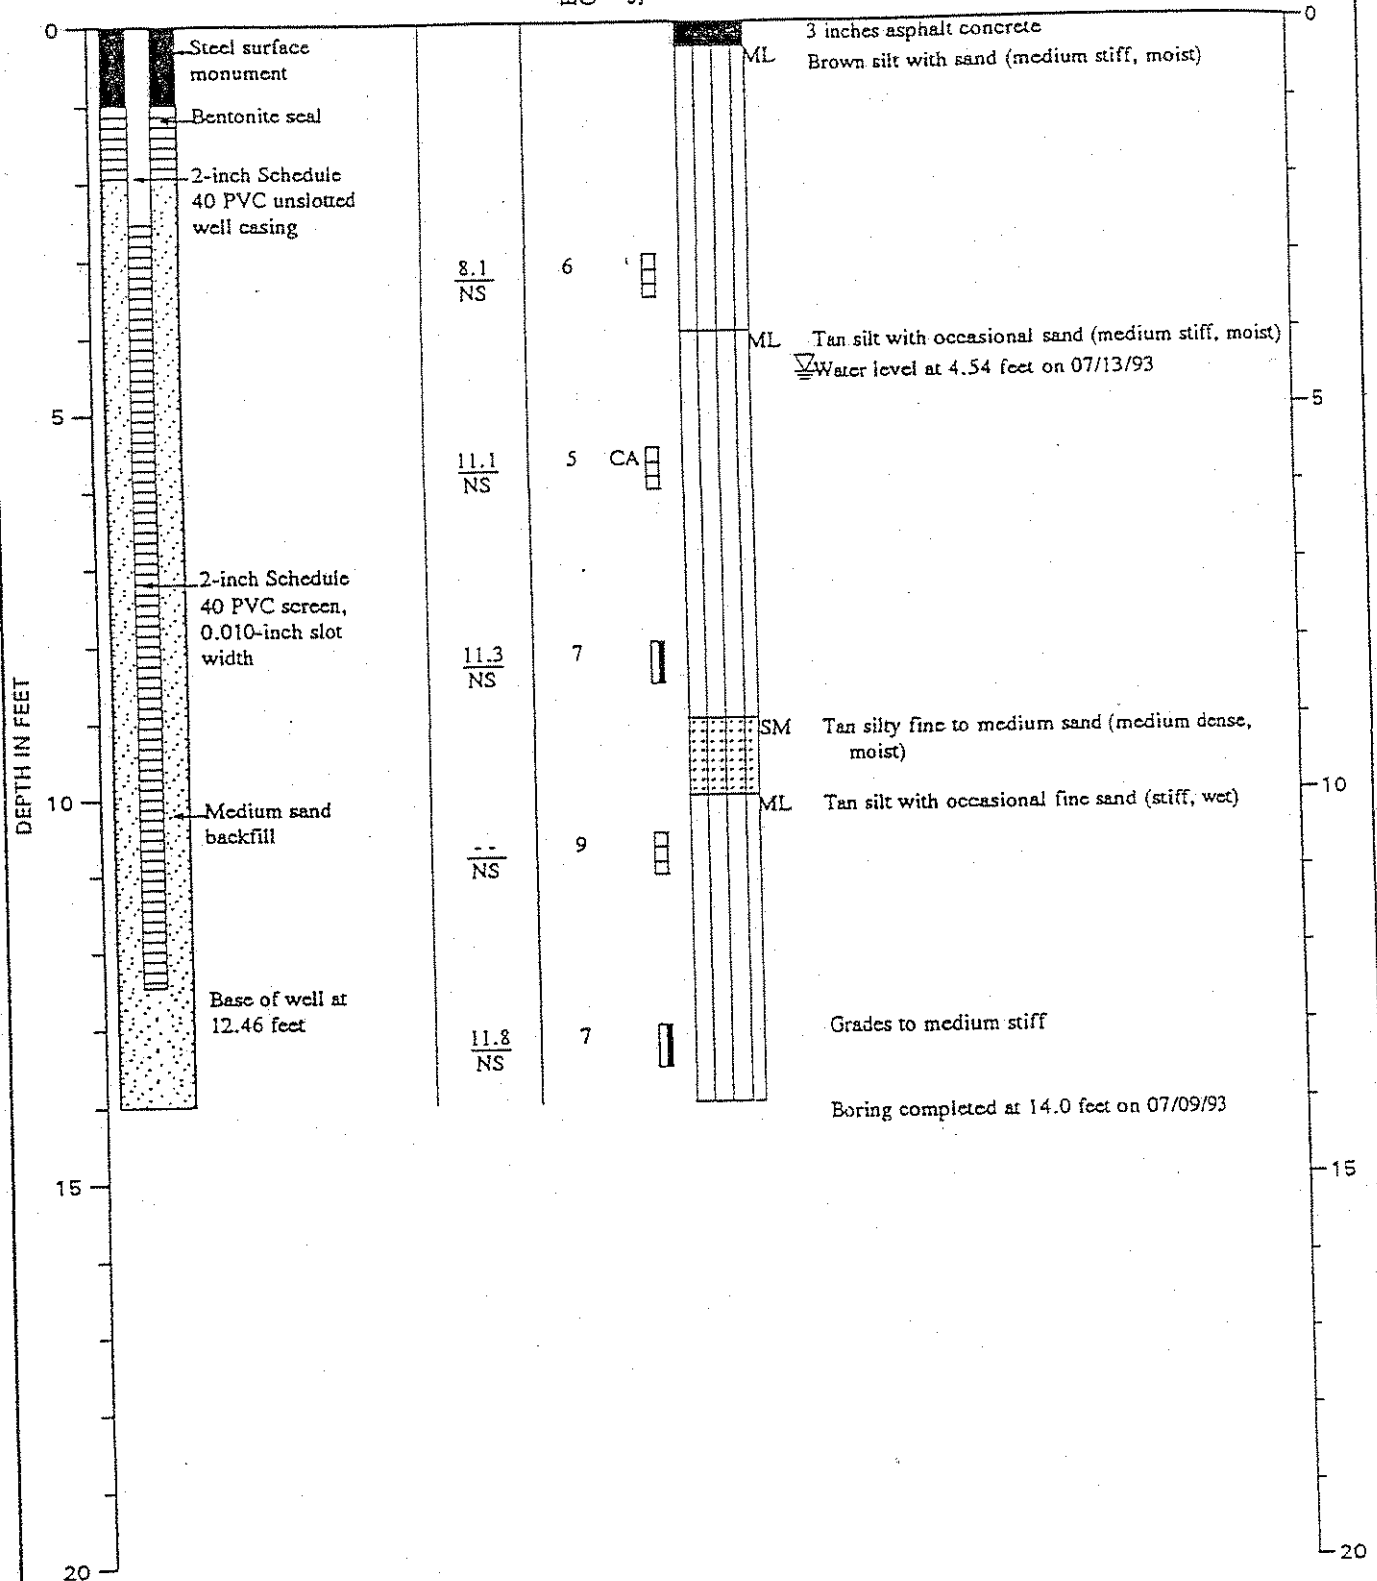 0
Steel surface
monument
Bentonite seal
2-inch Schedule
40 PVC unslotted
well casing
5
2-inch Schedule
40 PVC screen,
0.010-inch slot
width
DEPTH IN FEET
10
Medium sand
backfill
Base of well at
12.46 feet
15
20
8.1
NS
6
11.1
NS
5
CA
11.3
NS
7
--
NS
9
11.8
NS
7
3 inches asphalt concrete
ML Brown silt with sand (medium stiff, moist)
ML Tan silt with occasional sand (medium stiff, moist)
Water level at 4.54 feet on 07/13/93
SM Tan silty fine to medium sand (medium dense,
moist)
ML Tan silt with occasional fine sand (stiff, wet)
Grades to medium stiff
Boring completed at 14.0 feet on 07/09/93
0
5
10
15
20